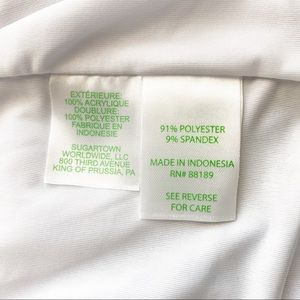 EXTÉRIEURE:
100% ACRYLIQUE
DOUBLURE:
100% POLYESTER
FABRIQUE EN
INDONESIE
SUGARTOWN
WORLDWIDE, LLC
800 THIRD AVENUE
KING OF PRUSSIA, PA
91% POLYESTER
9% SPANDEX
MADE IN INDONESIA
RN# 88189
SEE REVERSE
FOR CARE